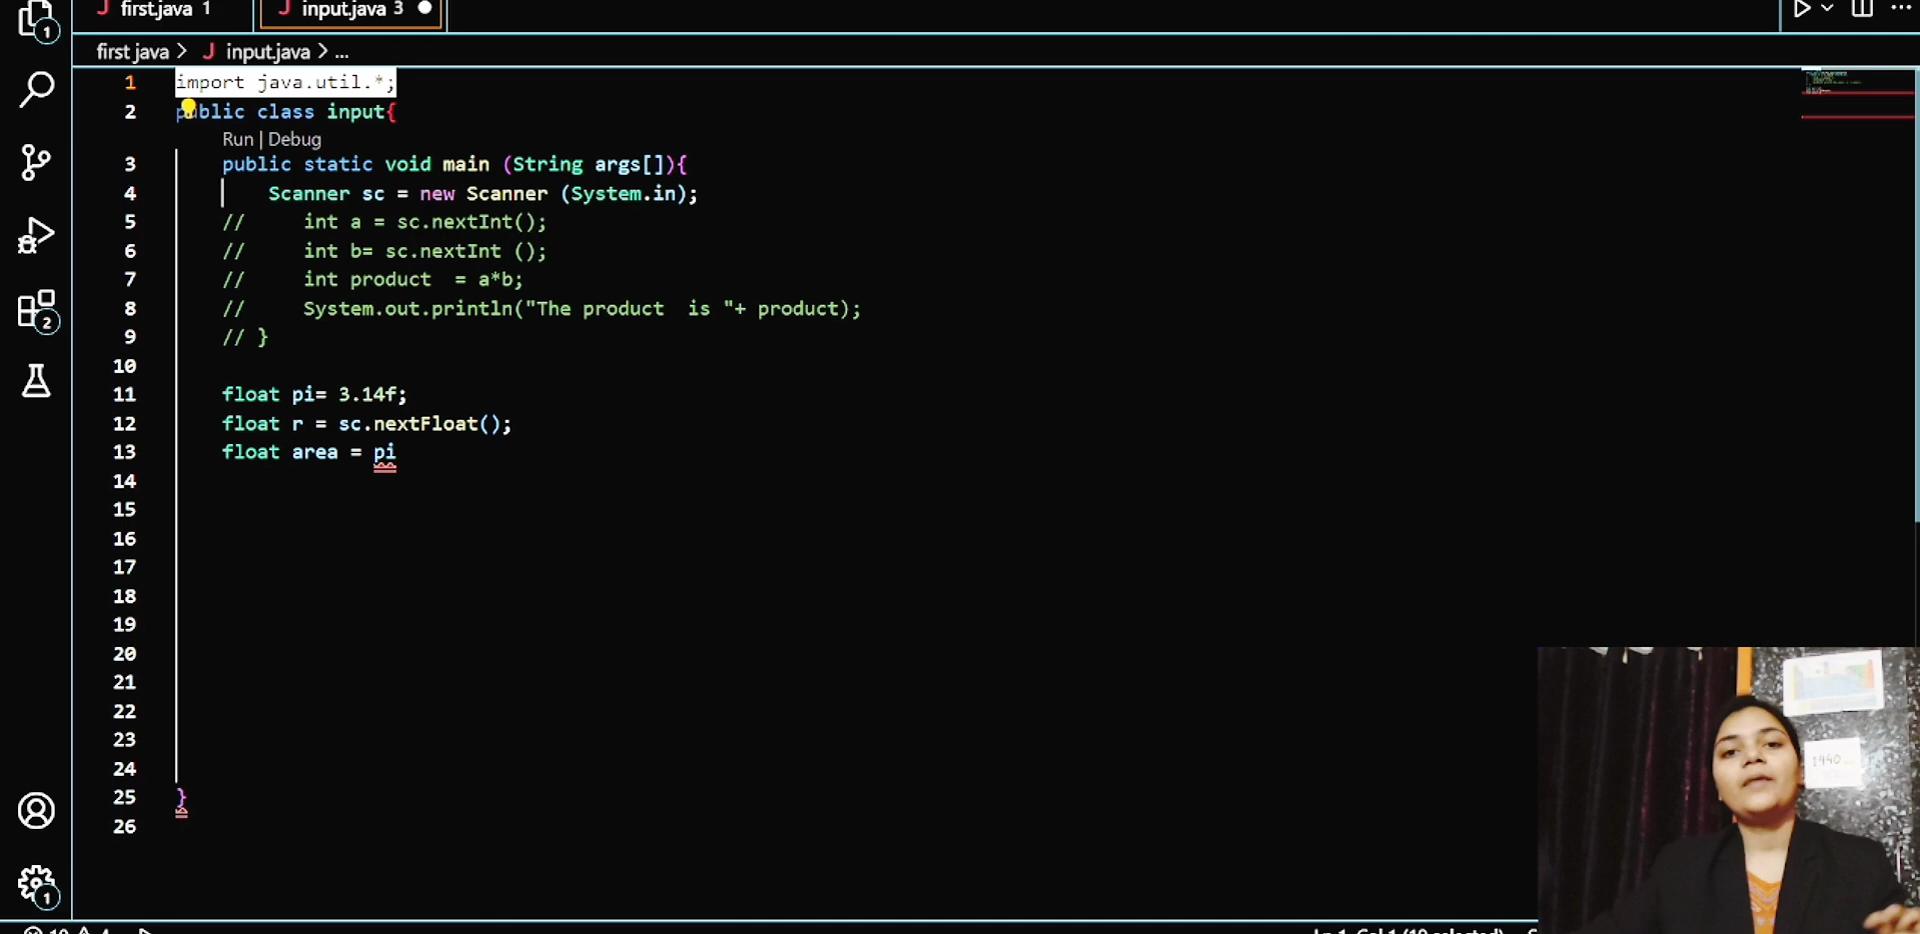 first.java 1 input.java 3
first java > input.java > ...
1 import java.util.*;
2 public class input{
Run | Debug
3 public static void main (String args[]){
4 Scanner sc = new Scanner (System.in);
5 // int a = sc.nextInt();
6 // int b= sc.nextInt ();
7 // int product = a*b;
8 // System.out.println("The product is "+ product);
9 // }
10
11 float pi= 3.14f;
12 float r = sc.nextFloat();
13 float area = pi
14
15
16
17
18
19
20
21
22
23
24
25 }
26
1
2
1
1440